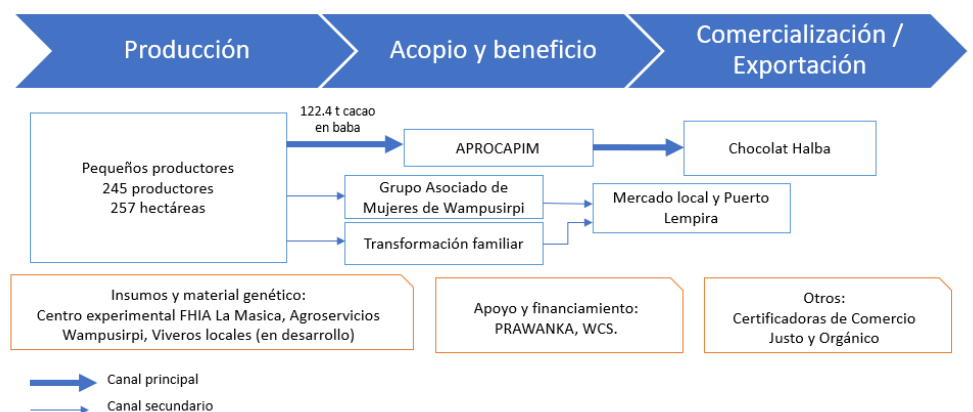 Producción
Acopio y beneficio
Comercialización /
Exportación
122.4 t cacao
en baba
Pequeños productores
245 productores
257 hectáreas
APROCAPIM
Chocolat Halba
Grupo Asociado de
Mujeres de Wampusirpi
Mercado local y Puerto
Lempira
Transformación familiar
Insumos y material genético:
Centro experimental FHIA La Masica, Agroservicios
Wampusirpi, Viveros locales (en desarrollo)
Apoyo y financiamiento:
PRAWANKA, WCS.
Otros:
Certificadoras de Comercio
Justo y Orgánico
Canal principal
Canal secundario